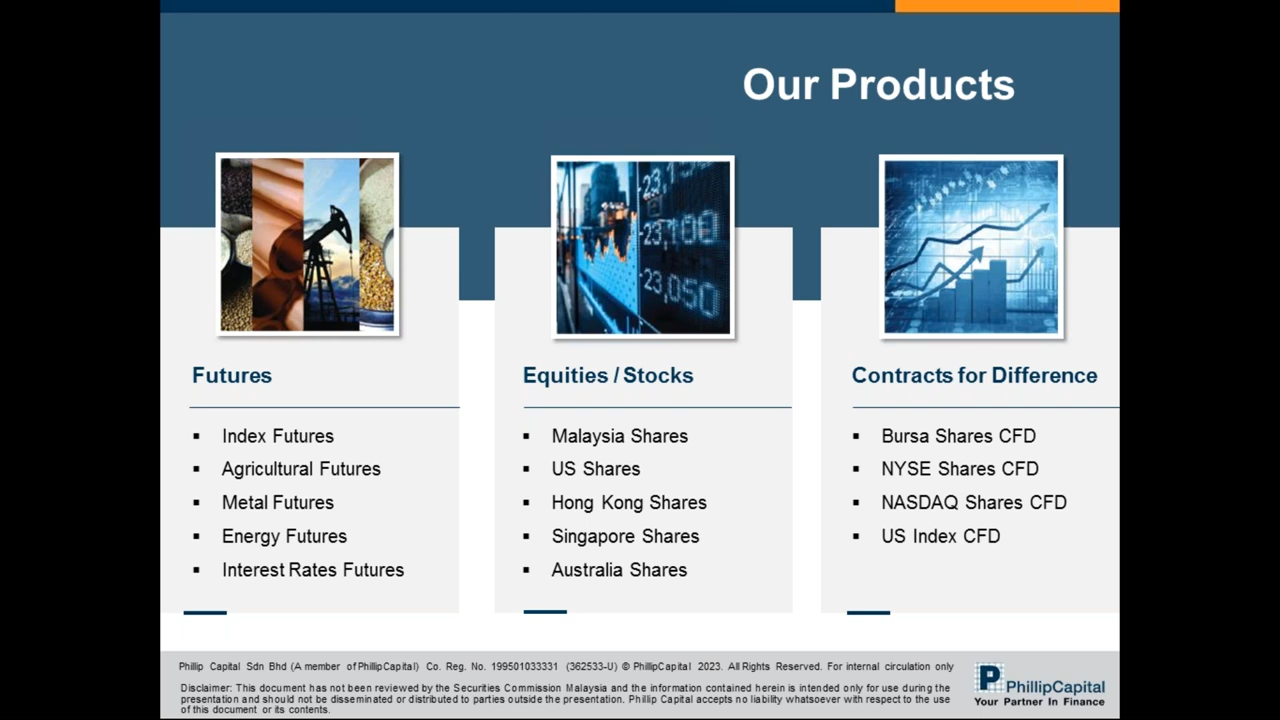 Our Products
23,15
23,100
23,050
Futures
Index Futures
Agricultural Futures
Metal Futures
Energy Futures
Interest Rates Futures
Equities / Stocks
Malaysia Shares
US Shares
Hong Kong Shares
Singapore Shares
Australia Shares
Contracts for Difference
Bursa Shares CFD
NYSE Shares CFD
NASDAQ Shares CFD
US Index CFD
Phillip Capital Sdn Bhd (A member of PhillipCapital) Co. Reg. No. 199501033331 (362533-U) © PhillipCapital 2023. All Rights Reserved. For internal circulation only
Disclaimer: This document has not been reviewed by the Securities Commission Malaysia and the information contained herein is intended only for use during the
presentation and should not be disseminated or distributed to parties outside the presentation. Phillip Capital accepts no liability whatsoever with respect to the use
of this document or its contents.
P
PhillipCapital
Your Partner In Finance